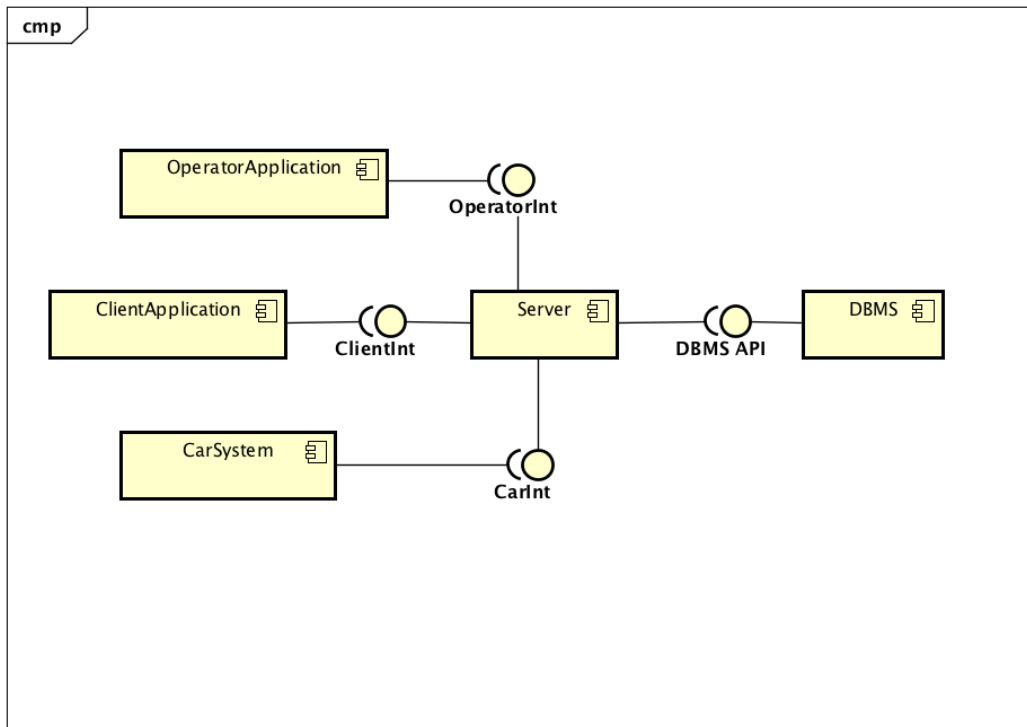 cmp
OperatorApplication
OperatorInt
ClientApplication
ClientInt
Server
DBMS API
DBMS
CarSystem
CarInt